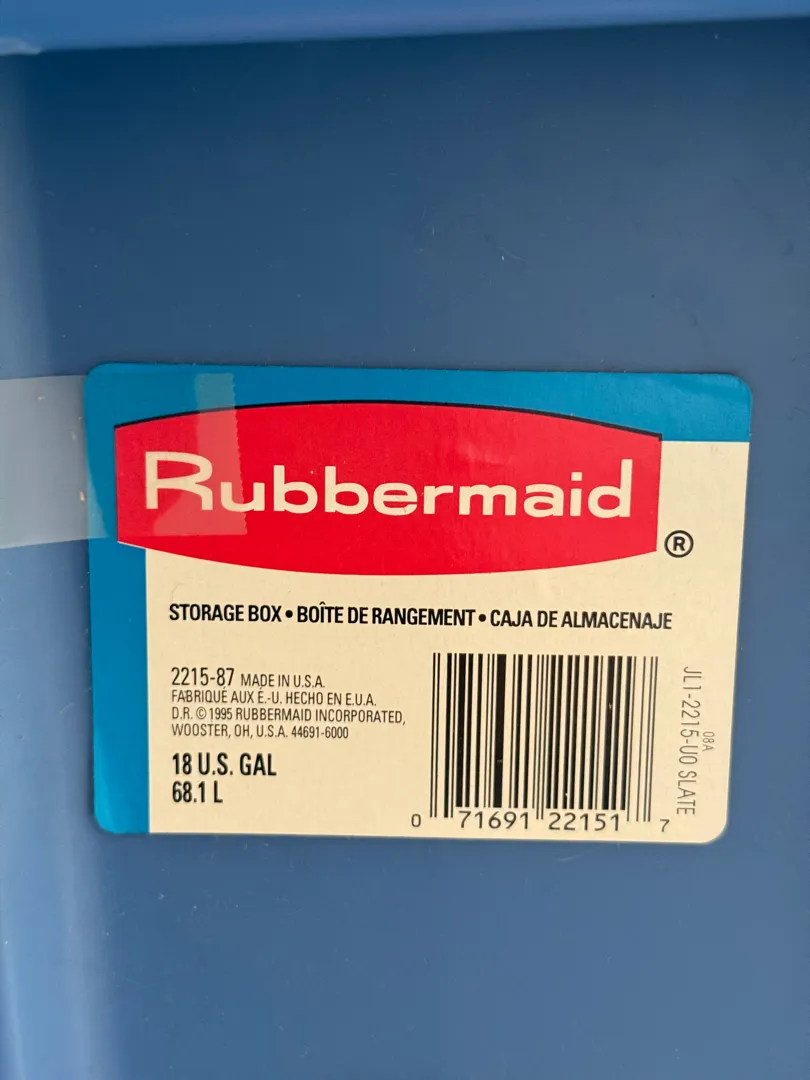 Rubbermaid
®
STORAGE BOX • BOÎTE DE RANGEMENT • CAJA DE ALMACENAJE
2215-87 MADE IN U.S.A.
FABRIQUÉ AUX É.-U. HECHO EN E.U.A.
D.R. © 1995 RUBBERMAID INCORPORATED,
WOOSTER, OH, U.S.A. 44691-6000
18 U.S. GAL
68.1 L
0 71691 22151 7
08A
JL1-2215-U0 SLATE